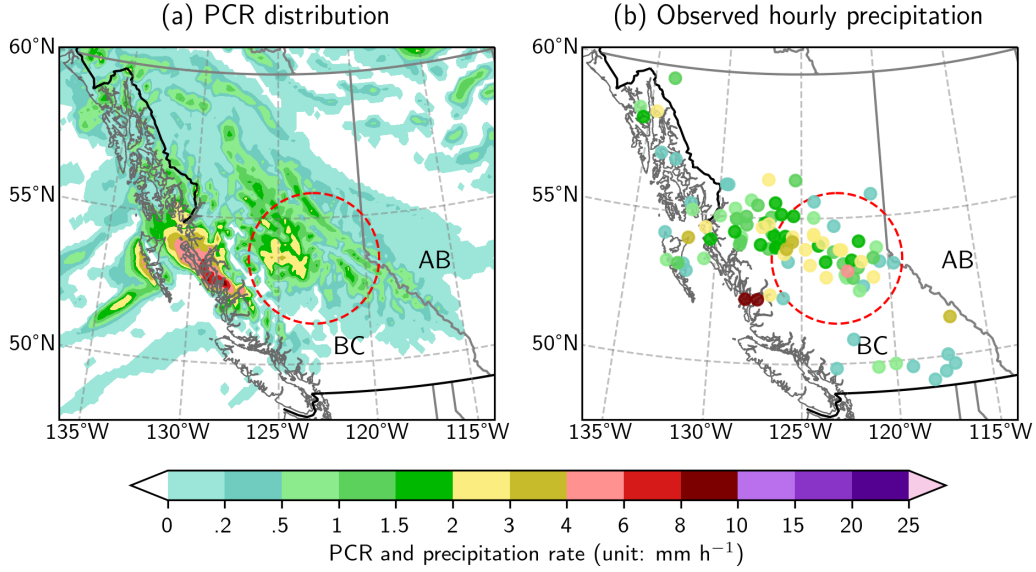 (a) PCR distribution
(b) Observed hourly precipitation
60°N
55°N
50°N
135°W
130°W
125°W
120°W
115°W
AB
BC
60°N
55°N
50°N
135°W
130°W
125°W
120°W
115°W
AB
BC
0 .2 .5 1 1.5 2 3 4 6 8 10 15 20 25
PCR and precipitation rate (unit: mm h⁻¹)